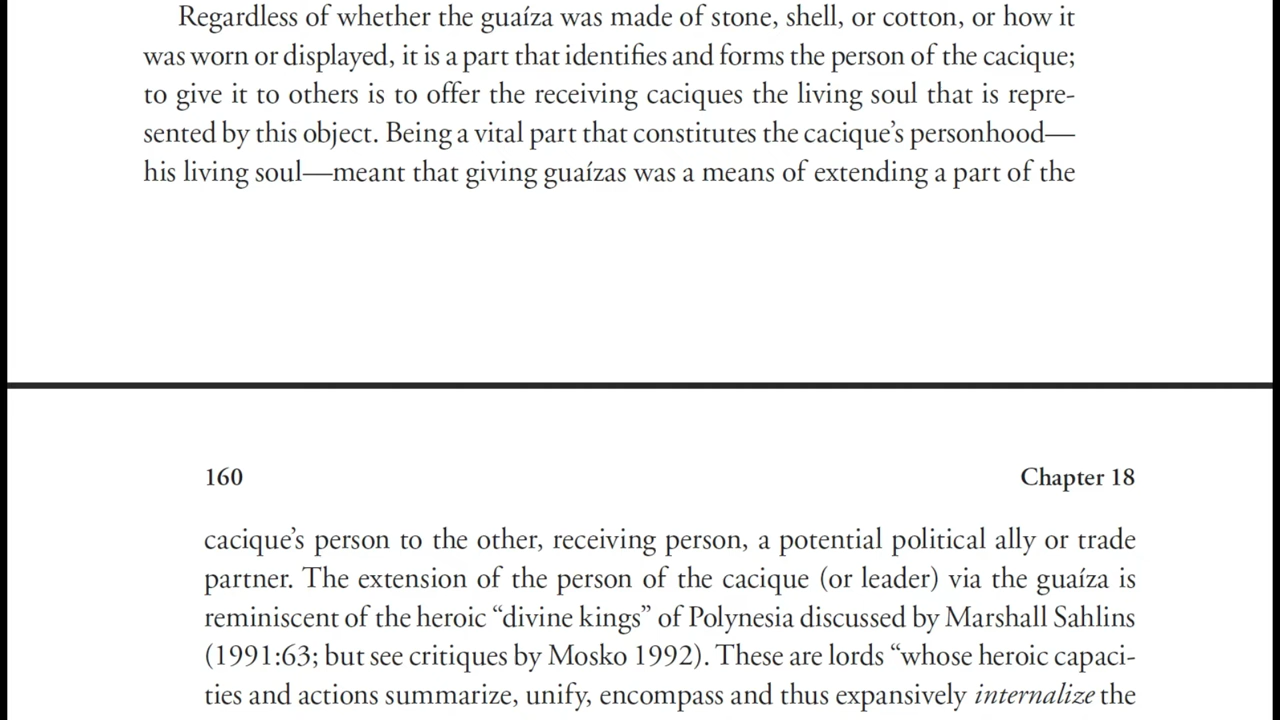 Regardless of whether the guaíza was made of stone, shell, or cotton, or how it
was worn or displayed, it is a part that identifies and forms the person of the cacique;
to give it to others is to offer the receiving caciques the living soul that is repre-
sented by this object. Being a vital part that constitutes the cacique’s personhood—
his living soul—meant that giving guaízas was a means of extending a part of the
160 Chapter 18
cacique’s person to the other, receiving person, a potential political ally or trade
partner. The extension of the person of the cacique (or leader) via the guaíza is
reminiscent of the heroic “divine kings” of Polynesia discussed by Marshall Sahlins
(1991:63; but see critiques by Mosko 1992). These are lords “whose heroic capaci-
ties and actions summarize, unify, encompass and thus expansively internalize the